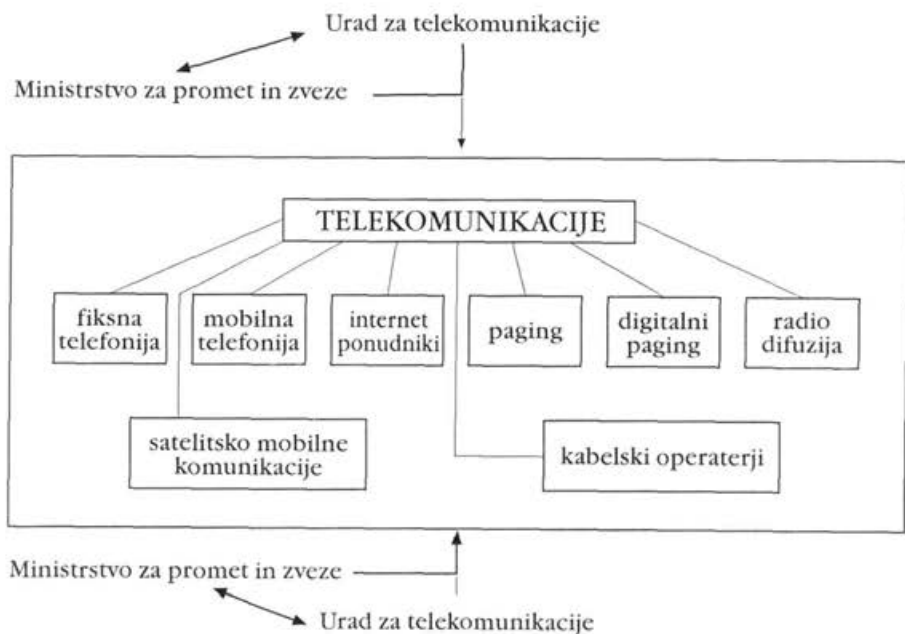 Urad za telekomunikacije
Ministrstvo za promet in zveze
TELEKOMUNIKACIJE
fiksna
telefonija
mobilna
telefonija
internet
ponudniki
paging
digitalni
paging
radio
difuzija
satelitsko mobilne
komunikacije
kabelski operaterji
Ministrstvo za promet in zveze
Urad za telekomunikacije